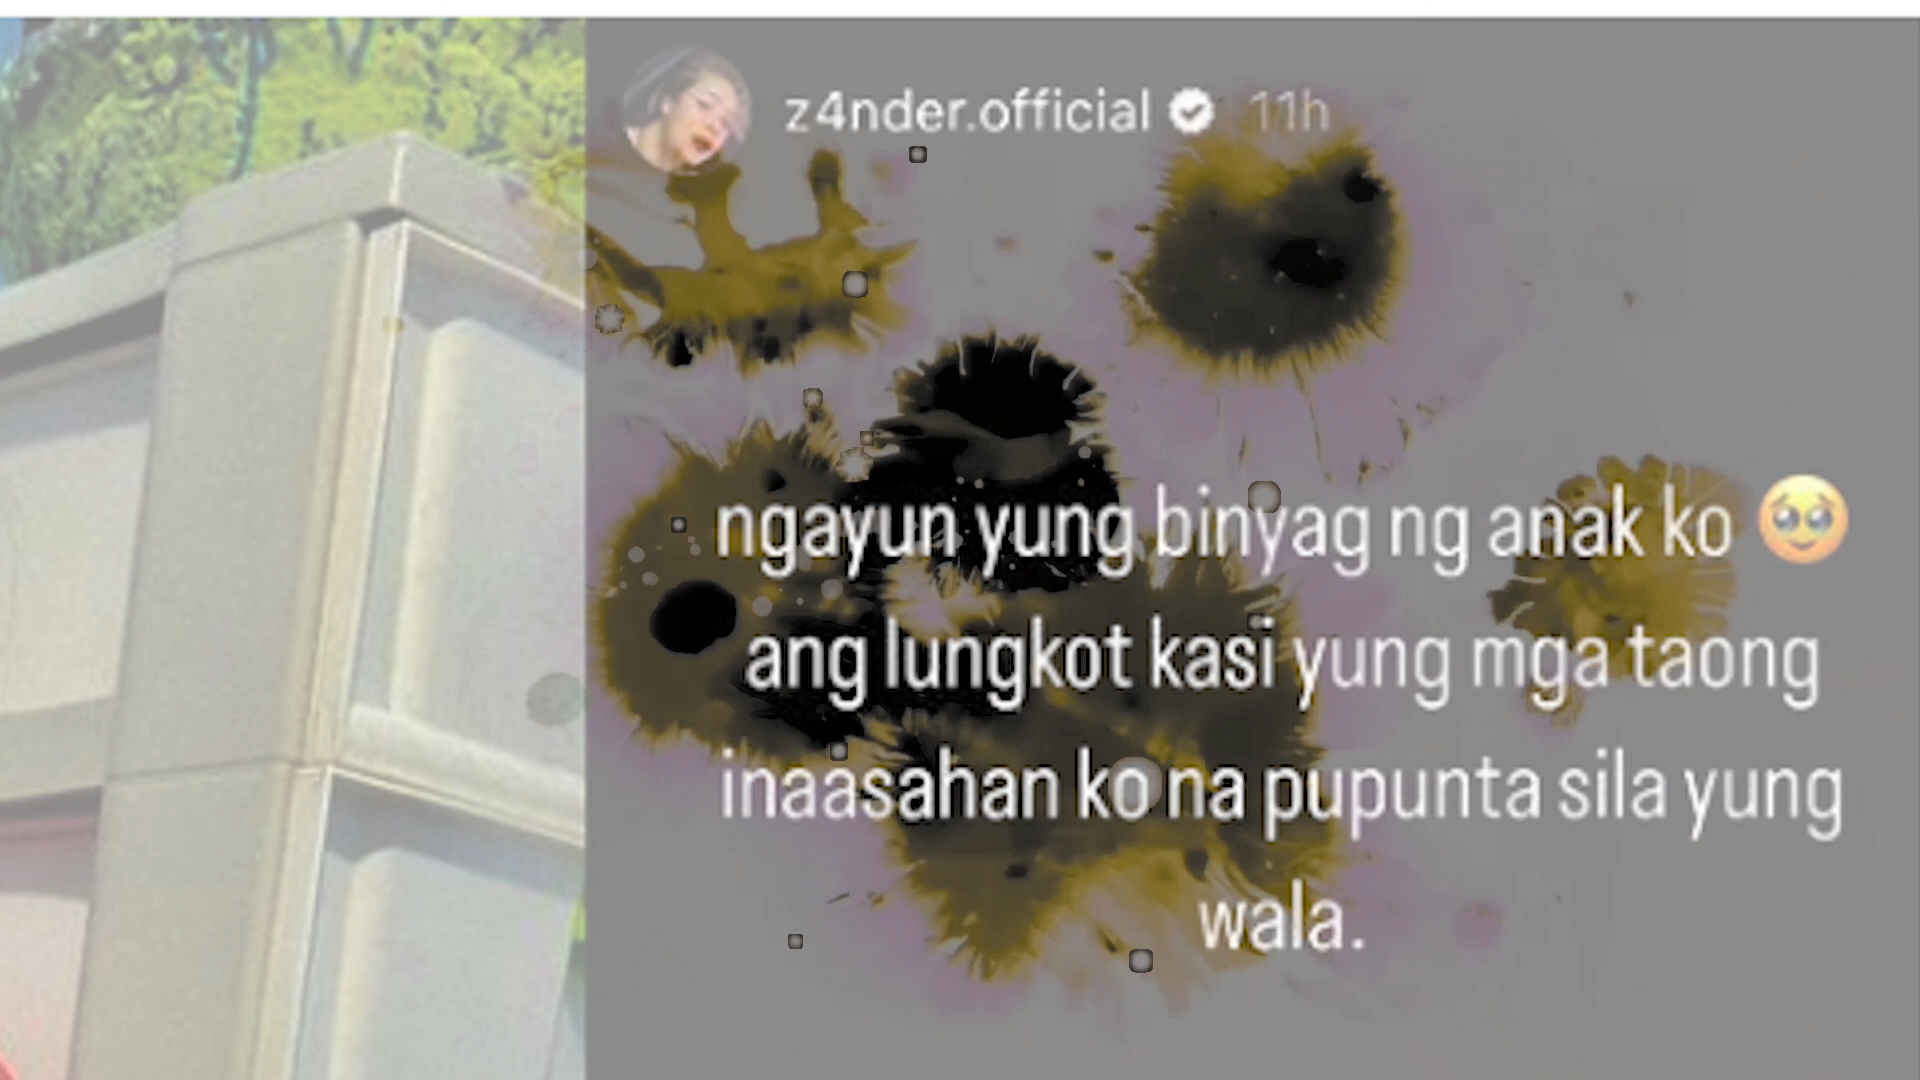 z4nder.official 11h
ngayun yung binyag ng anak ko 🥹
ang lungkot kasi yung mga taong
inaasahan ko na pupunta sila yung
wala.